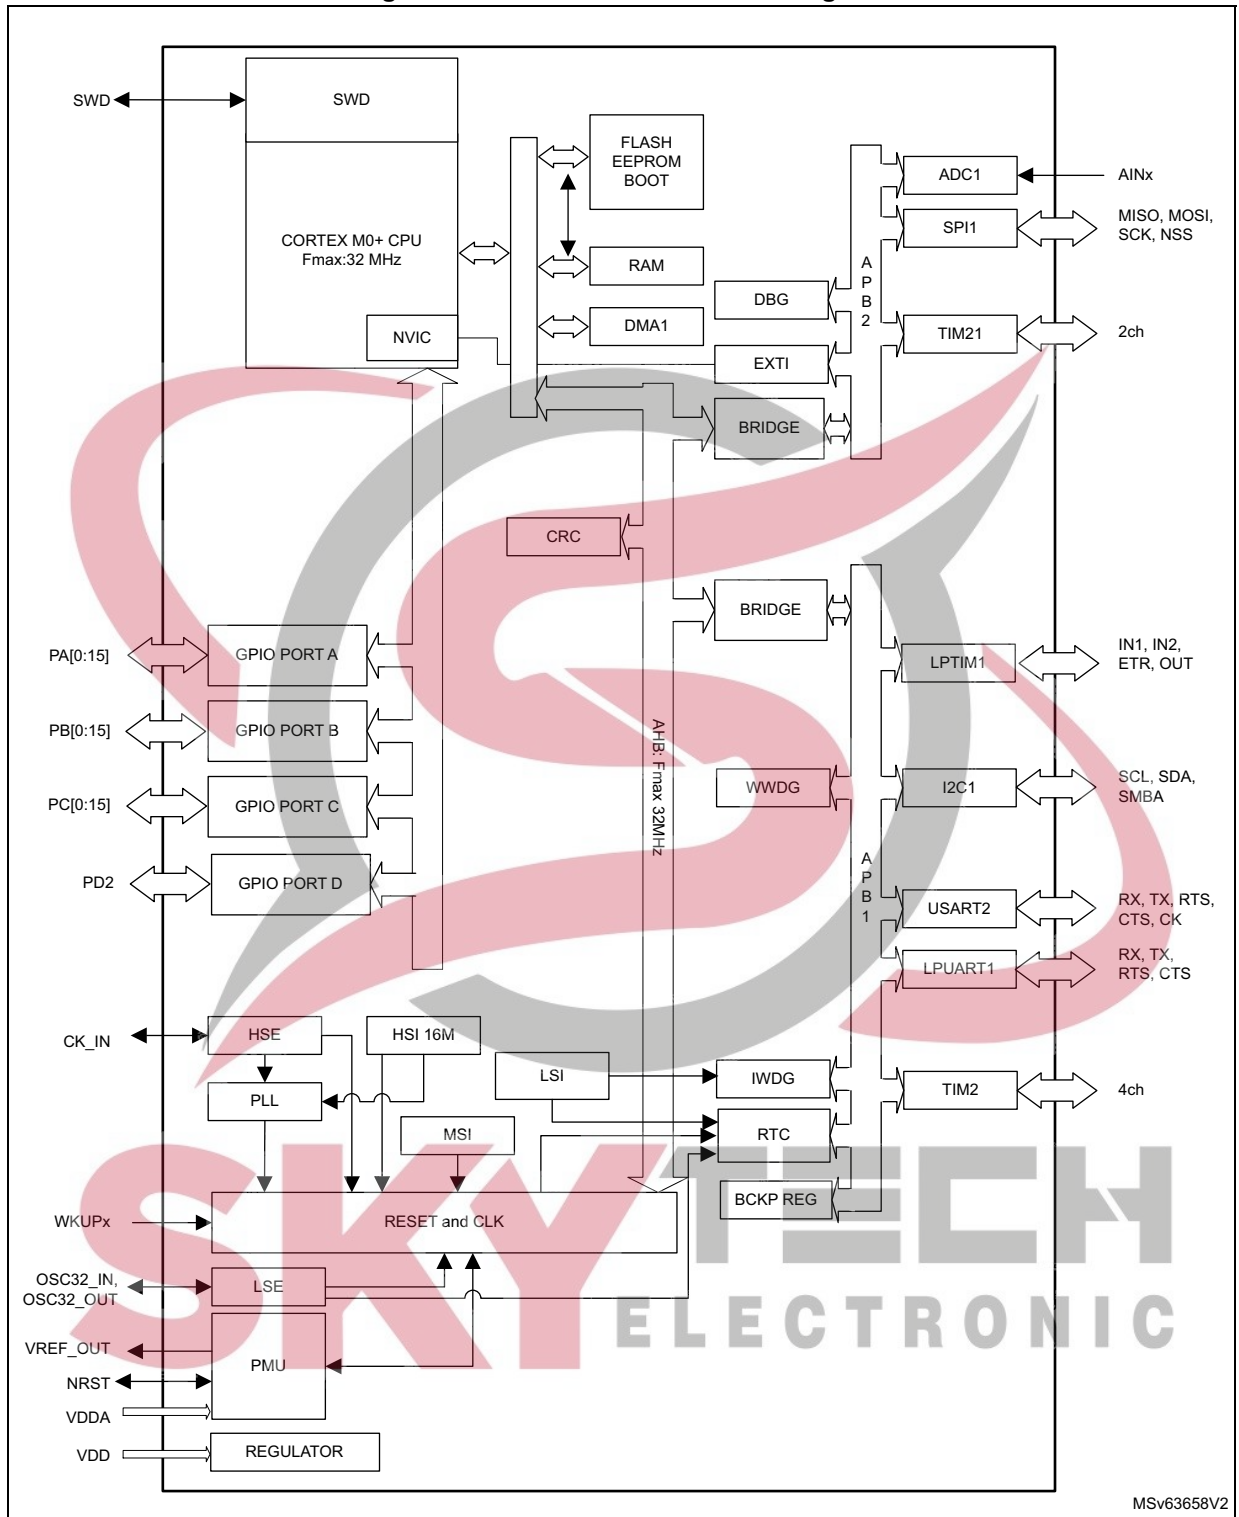 SWD
SWD
CORTEX M0+ CPU
Fmax:32 MHz
NVIC
FLASH
EEPROM
BOOT
RAM
DMA1
DBG
EXTI
BRIDGE
APB2
ADC1
AINx
SPI1
MISO, MOSI,
SCK, NSS
TIM21
2ch
CRC
BRIDGE
AHB: Fmax 32MHz
PA[0:15]
GPIO PORT A
PB[0:15]
GPIO PORT B
PC[0:15]
GPIO PORT C
PD2
GPIO PORT D
LPTIM1
IN1, IN2,
ETR, OUT
WWDG
I2C1
SCL, SDA,
SMBA
APB1
USART2
RX, TX, RTS,
CTS, CK
LPUART1
RX, TX,
RTS, CTS
CK_IN
HSE
HSI 16M
PLL
LSI
MSI
IWDG
RTC
BCKP REG
TIM2
4ch
WKUPx
RESET and CLK
OSC32_IN,
OSC32_OUT
LSE
VREF_OUT
PMU
NRST
VDDA
VDD
REGULATOR
SKYTECH
ELECTRONIC
MSv63658V2